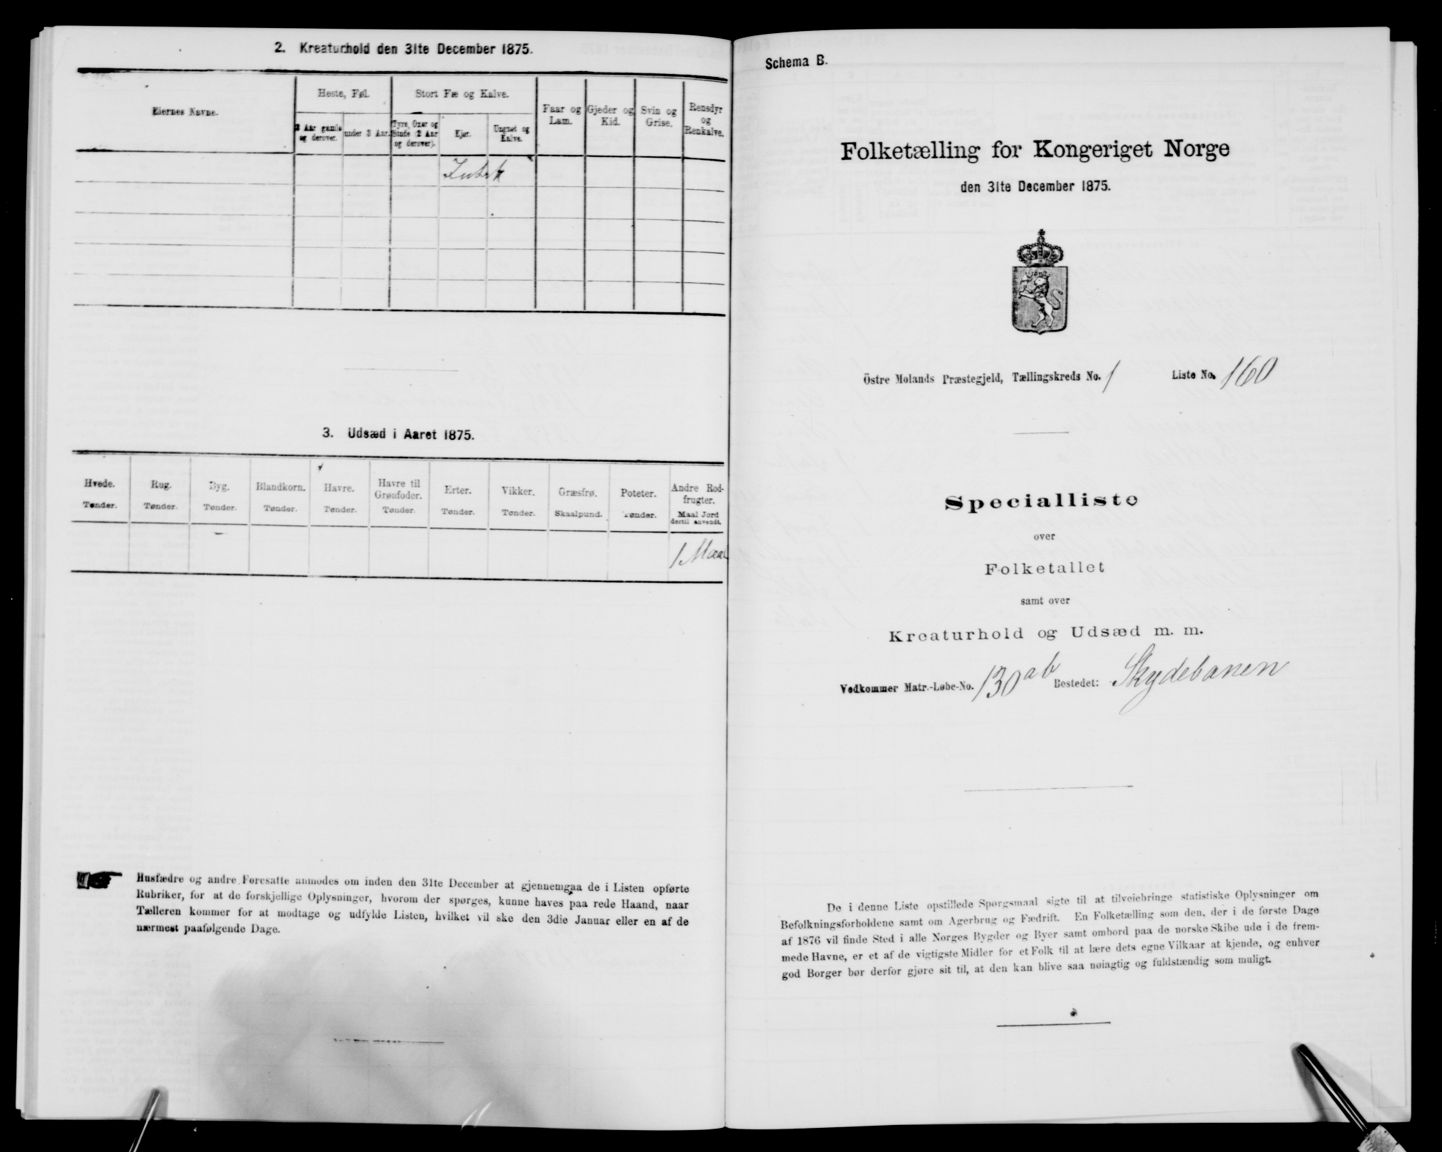 2. Kreaturhold den 31te December 1875.
Eiernes Navne.
Heste, Føl.
Stort Fæ og Kalve.
Faar og Lam.
Gjeder og Kid.
Svin og Grise.
Rensdyr og Renkalve.
3 Aar gamle og derover.
under 3 Aar.
Tyre, Oxer og Stude (2 Aar og derover).
Kjør.
Ungnød og Kalve.
3. Udsæd i Aaret 1875.
Hvede.
Rug.
Byg.
Blandkorn.
Havre.
Havre til Grønfoder.
Erter.
Vikker.
Græsfrø.
Poteter.
Andre Rodfrugter.
Tønder.
Tønder.
Tønder.
Tønder.
Tønder.
Tønder.
Tønder.
Tønder.
Skaalpund.
Tønder.
Maal Jord dertil anvendt.
1 Maal
Husfædre og andre Foresatte anmodes om inden den 31te December at gjennemgaa de i Listen opførte
Rubriker, for at de forskjellige Oplysninger, hvorom der spørges, kunne haves paa rede Haand, naar
Tælleren kommer for at modtage og udfylde Listen, hvilket vil ske den 3die Januar eller en af de
nærmest paafølgende Dage.
Schema B.
Folketælling for Kongeriget Norge
den 31te December 1875.
Östre Molands Præstegjeld, Tællingskreds No. 1 Liste No. 160
Specialliste
over
Folketallet
samt over
Kreaturhold og Udsæd m. m.
Vedkommer Matr.-Løbe-No. 130 ab Bostedet: Skydebanen
De i denne Liste opstillede Spørgsmaal sigte til at tilveiebringe statistiske Oplysninger om
Befolkningsforholdene samt om Agerbrug og Fædrift. En Folketælling som den, der i de første Dage
af 1876 vil finde Sted i alle Norges Bygder og Byer samt ombord paa de norske Skibe ude i de frem-
mede Havne, er et af de vigtigste Midler for et Folk til at lære dets egne Vilkaar at kjende, og enhver
god Borger bør derfor gjøre sit til, at den kan blive saa nøiagtig og fuldstændig som muligt.